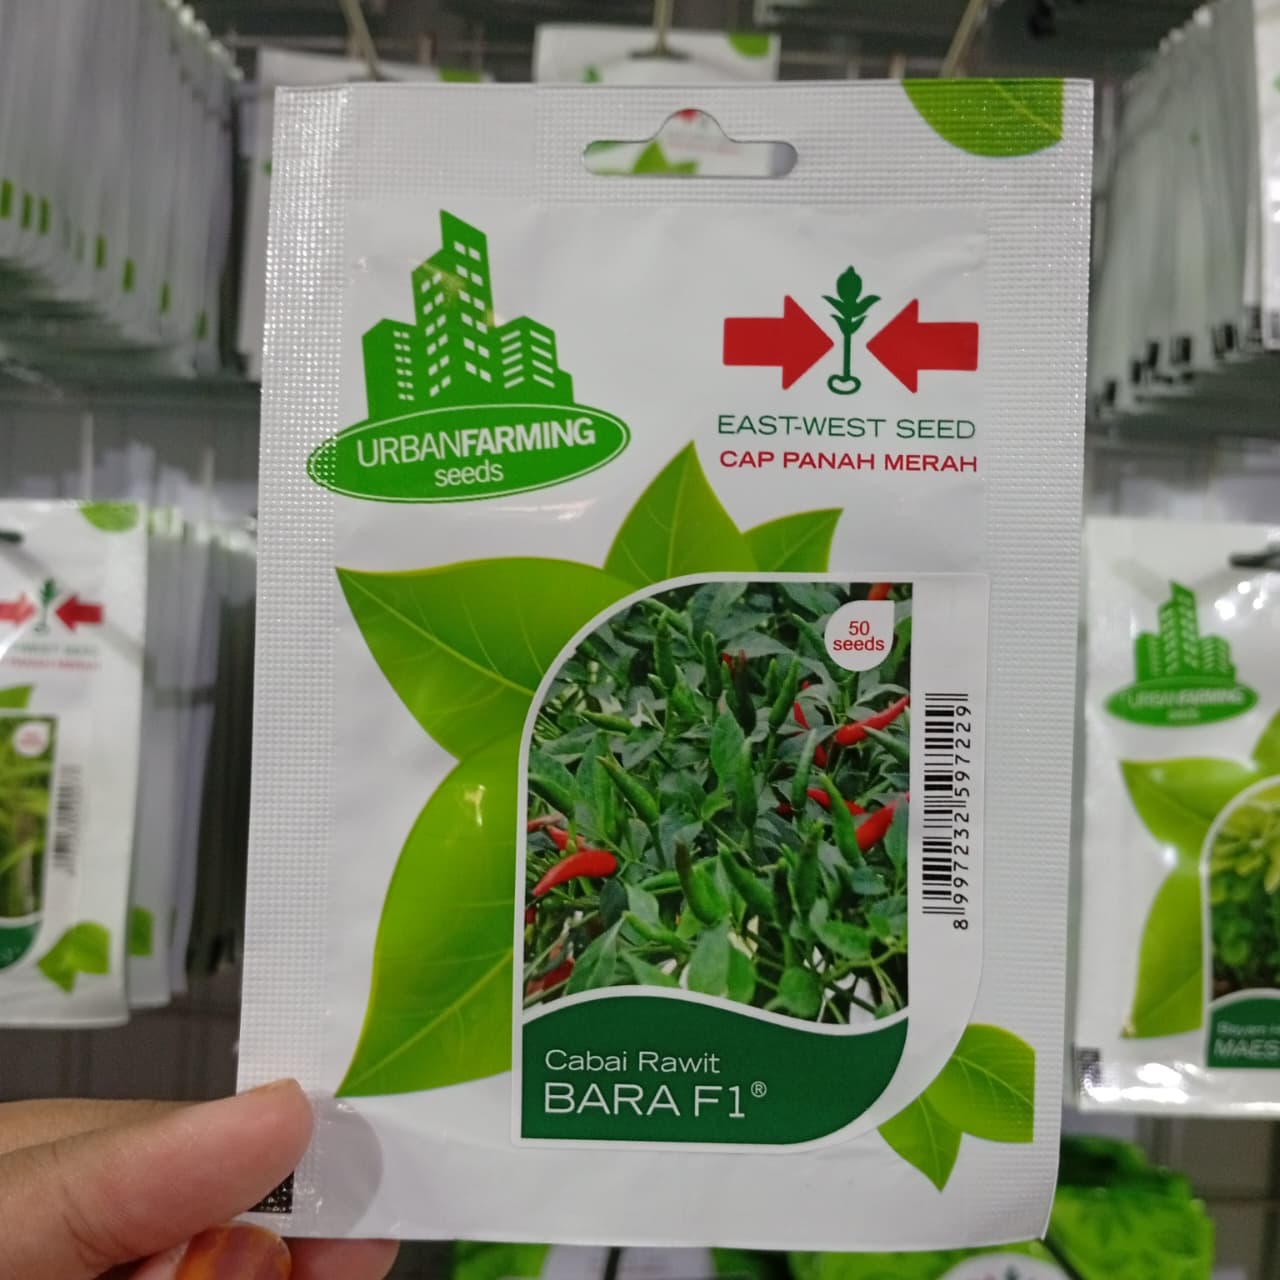 URBANFARMING
seeds
EAST-WEST SEED
CAP PANAH MERAH
50
seeds
8 997232 597229
Cabai Rawit
BARA F1®
URBANFARMING
seeds
MAES